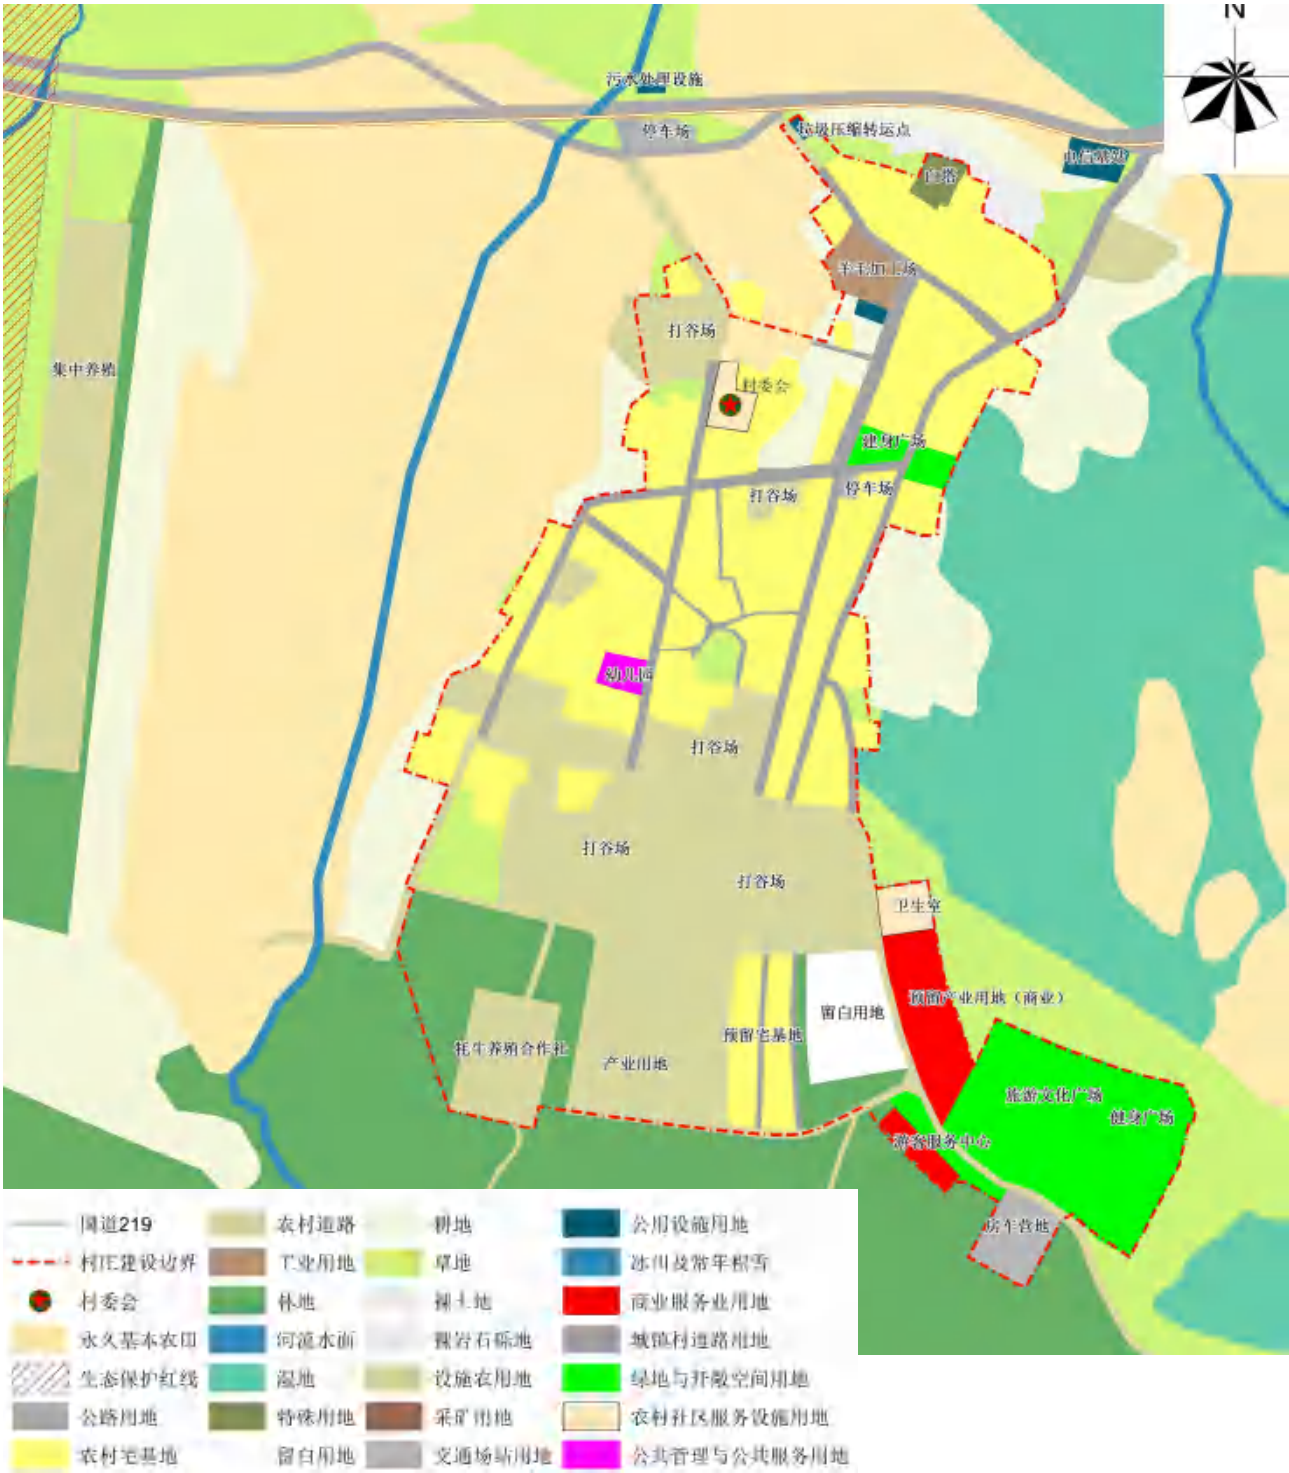 N
污水处理设施
停车场
垃圾压缩转运点
电信基站
白塔
羊毛加工场
打谷场
集中养殖
村委会
建身广场
打谷场
停车场
幼儿园
打谷场
打谷场
打谷场
卫生室
预留产业用地（商业）
窗白用地
预留宅基地
牦牛养殖合作社
产业用地
旅游文化广场
健身广场
游客服务中心
房车营地
国道219
农村道路
耕地
公用设施用地
村庄建设边界
工业用地
草地
冰川及常年积雪
村委会
林地
裸土地
商业服务业用地
永久基本农田
河流水面
裸岩石砾地
城镇村道路用地
生态保护红线
湿地
设施农用地
绿地与开敞空间用地
公路用地
特殊用地
采矿用地
农村社区服务设施用地
农村宅基地
留白用地
交通场站用地
公共管理与公共服务用地